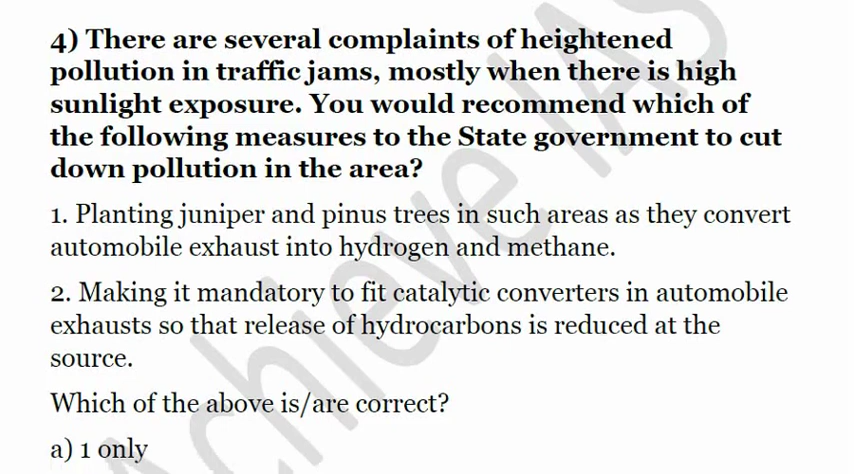 4) There are several complaints of heightened
pollution in traffic jams, mostly when there is high
sunlight exposure. You would recommend which of
the following measures to the State government to cut
down pollution in the area?
1. Planting juniper and pinus trees in such areas as they convert
automobile exhaust into hydrogen and methane.
2. Making it mandatory to fit catalytic converters in automobile
exhausts so that release of hydrocarbons is reduced at the
source.
Which of the above is/are correct?
a) 1 only
Achieve IAS